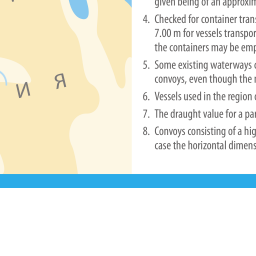 И Я
given being of an approxim
4. Checked for container tran
7.00 m for vessels transpor
the containers may be emp
5. Some existing waterways
convoys, even though the
6. Vessels used in the region
7. The draught value for a pa
8. Convoys consisting of a hig
case the horizontal dimens